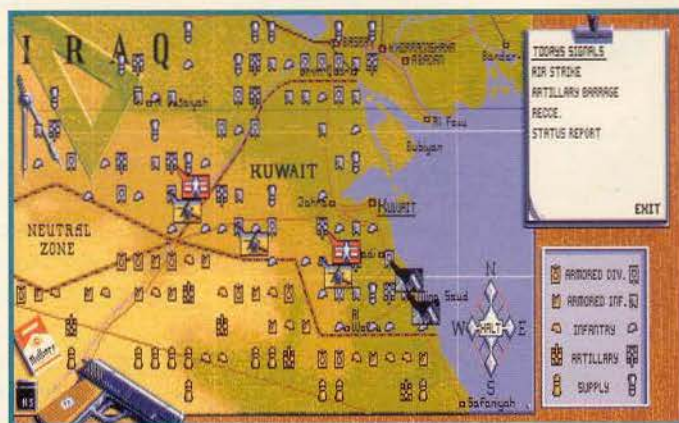 IRAQ
BASRAH
KHORRAMSHAHR
ABADAN
Al Faw
Bubiyan
KUWAIT
Jahra
KUWAIT
NEUTRAL
ZONE
Safaniyah
N
W HALT E
S
TODAYS SIGNALS
AIR STRIKE
ARTILLARY BARRAGE
RECCE.
STATUS REPORT
EXIT
ARMORED DIV.
ARMORED INF.
INFANTRY
ARTILLARY
SUPPLY